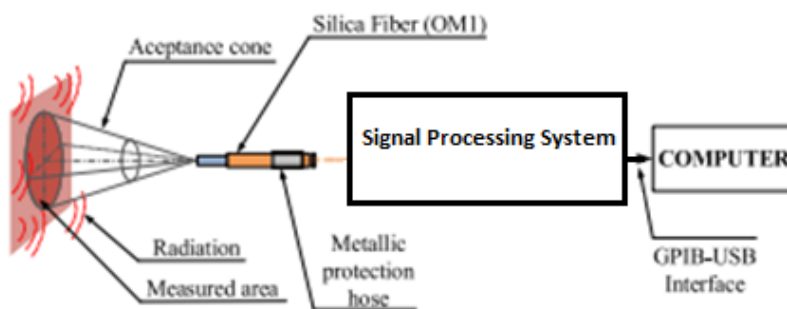 Silica Fiber (OM1)
Aceptance cone
Signal Processing System
COMPUTER
Radiation
Measured area
Metallic
protection
hose
GPIB-USB
Interface